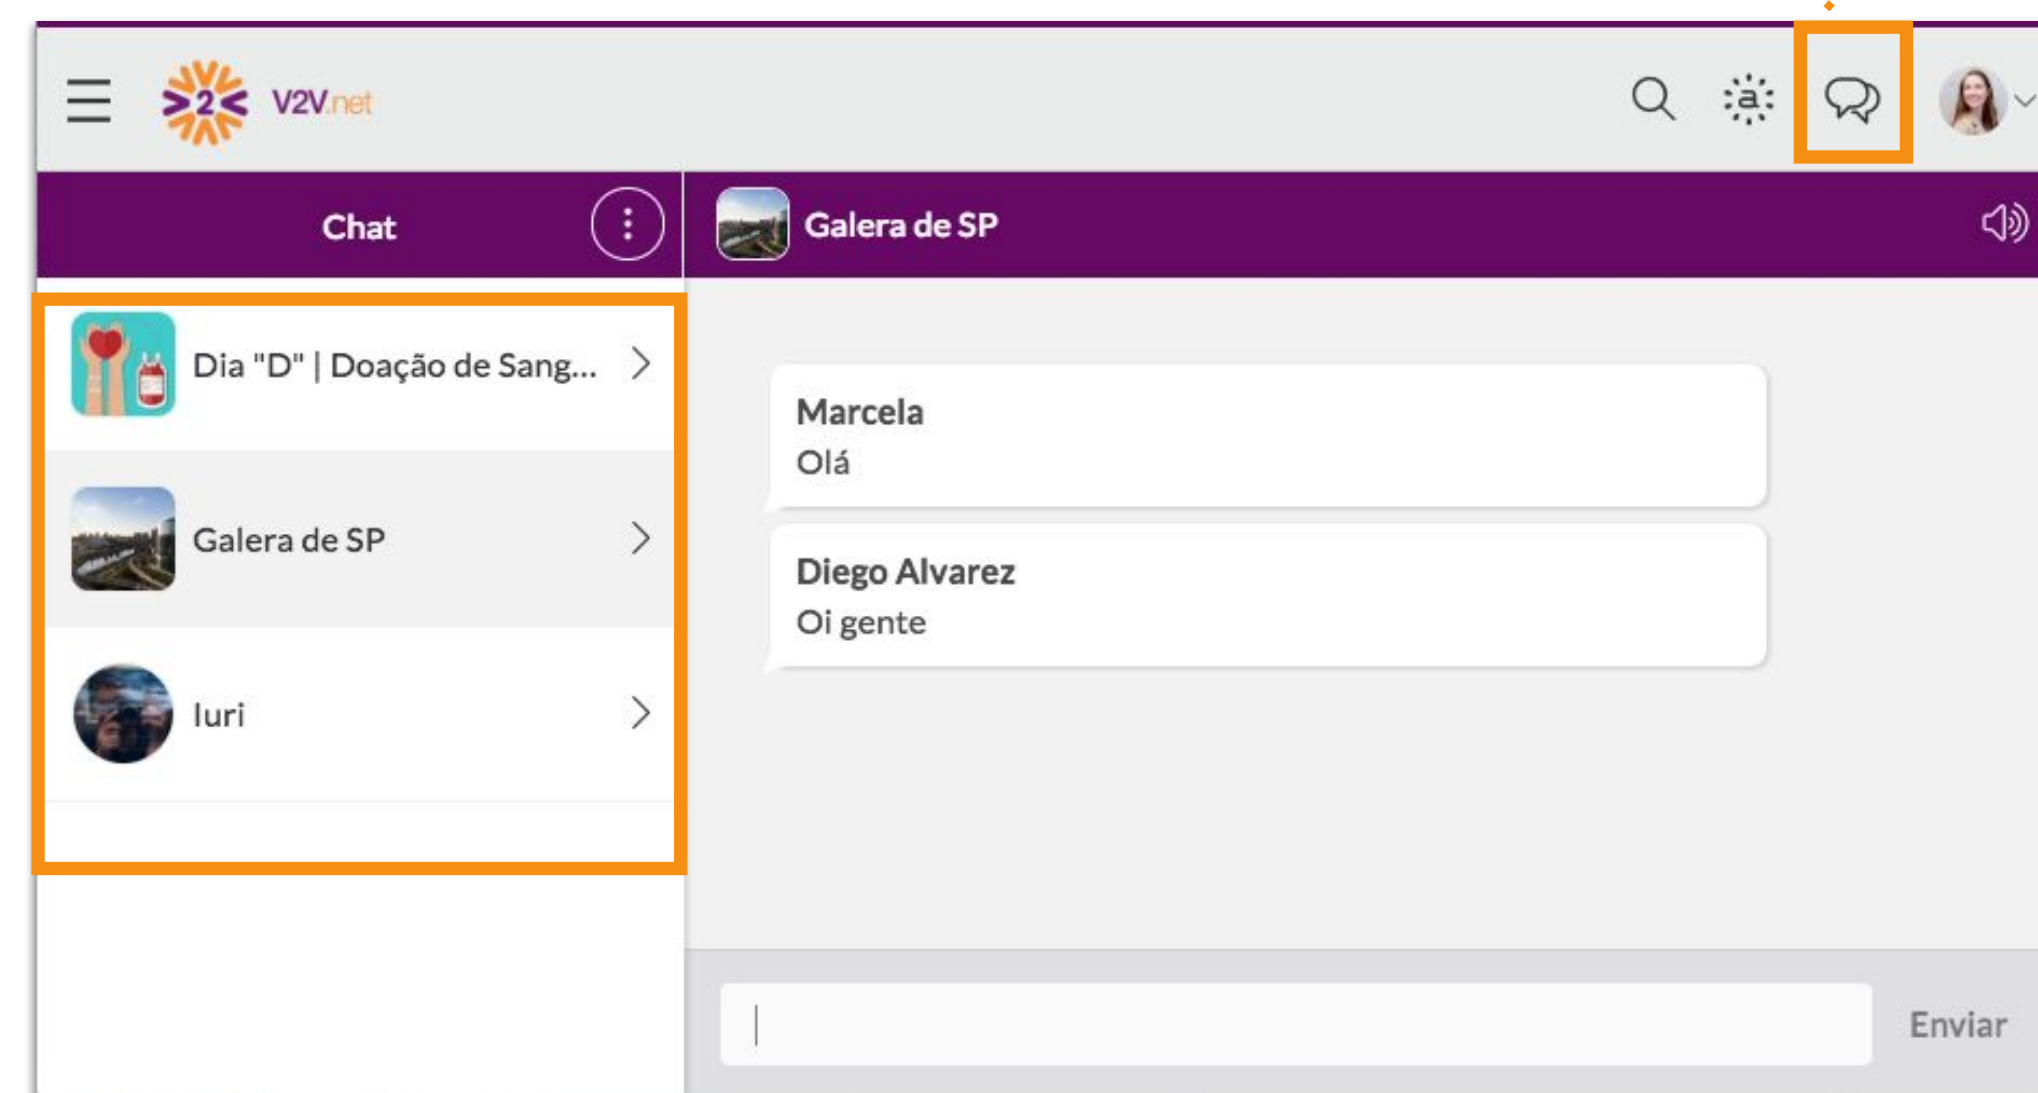 >2< V2V.net
:a:
Chat
Galera de SP
Dia "D" | Doação de Sang...
Galera de SP
Iuri
Marcela
Olá
Diego Alvarez
Oi gente
Enviar